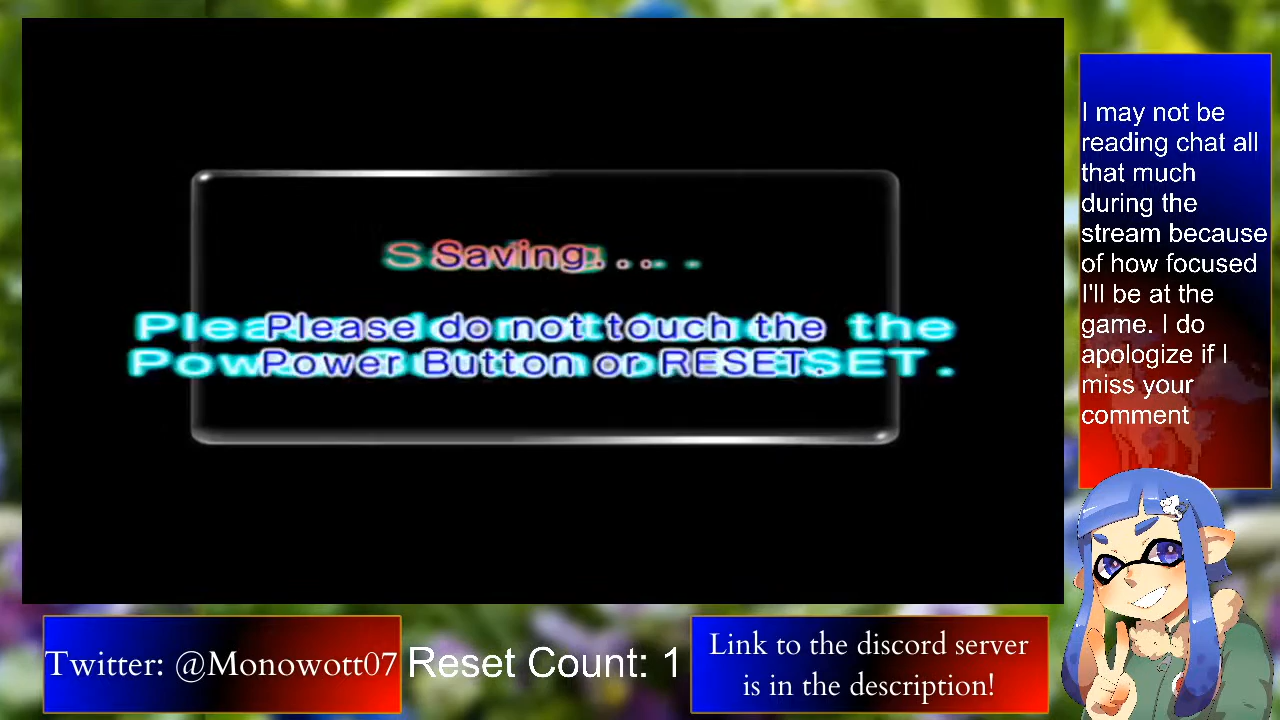 Saving...
Please do not touch the
Power Button or RESET.
I may not be
reading chat all
that much
during the
stream because
of how focused
I'll be at the
game. I do
apologize if I
miss your
comment
Twitter: @Monowott07
Reset Count: 1
Link to the discord server
is in the description!